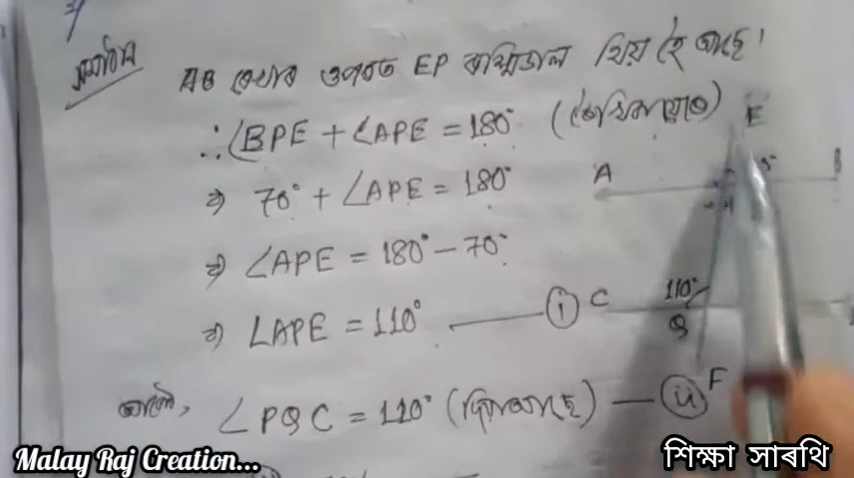 সমাধান
AB ৰেখাৰ ওপৰত EP ৰশ্মিডাল থিয় হৈ আছে।
∴ ∠BPE + ∠APE = 180° (ৰৈখিক যোৰ)
⇒ 70° + ∠APE = 180°
⇒ ∠APE = 180° − 70°
⇒ ∠APE = 110° ——— (i)
∠PQC = 110° (দিয়া আছে) — (ii)
E
A
B
C
110°
Q
F
Malay Raj Creation...
শিক্ষা সাৰথি